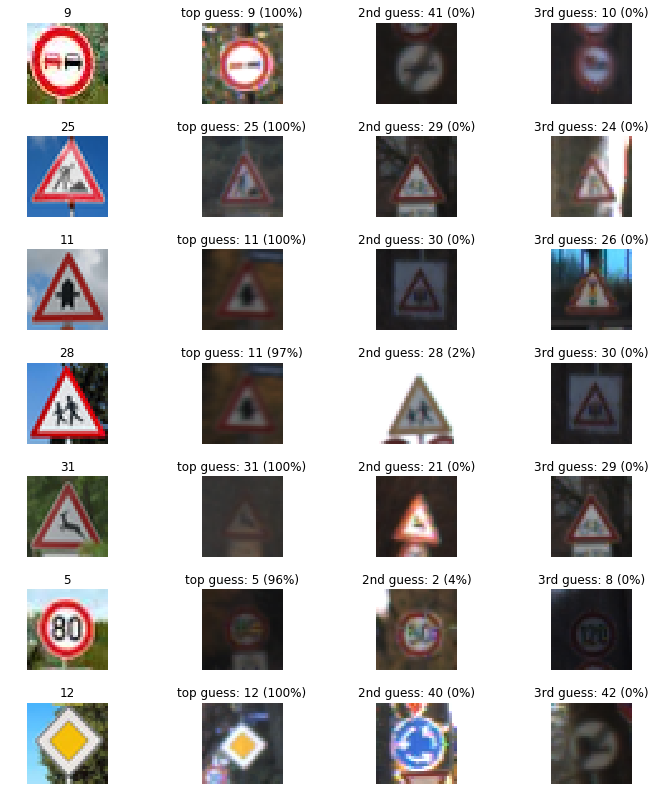 9 top guess: 9 (100%) 2nd guess: 41 (0%) 3rd guess: 10 (0%)
25 top guess: 25 (100%) 2nd guess: 29 (0%) 3rd guess: 24 (0%)
11 top guess: 11 (100%) 2nd guess: 30 (0%) 3rd guess: 26 (0%)
28 top guess: 11 (97%) 2nd guess: 28 (2%) 3rd guess: 30 (0%)
31 top guess: 31 (100%) 2nd guess: 21 (0%) 3rd guess: 29 (0%)
5 top guess: 5 (96%) 2nd guess: 2 (4%) 3rd guess: 8 (0%)
80 50 120
12 top guess: 12 (100%) 2nd guess: 40 (0%) 3rd guess: 42 (0%)